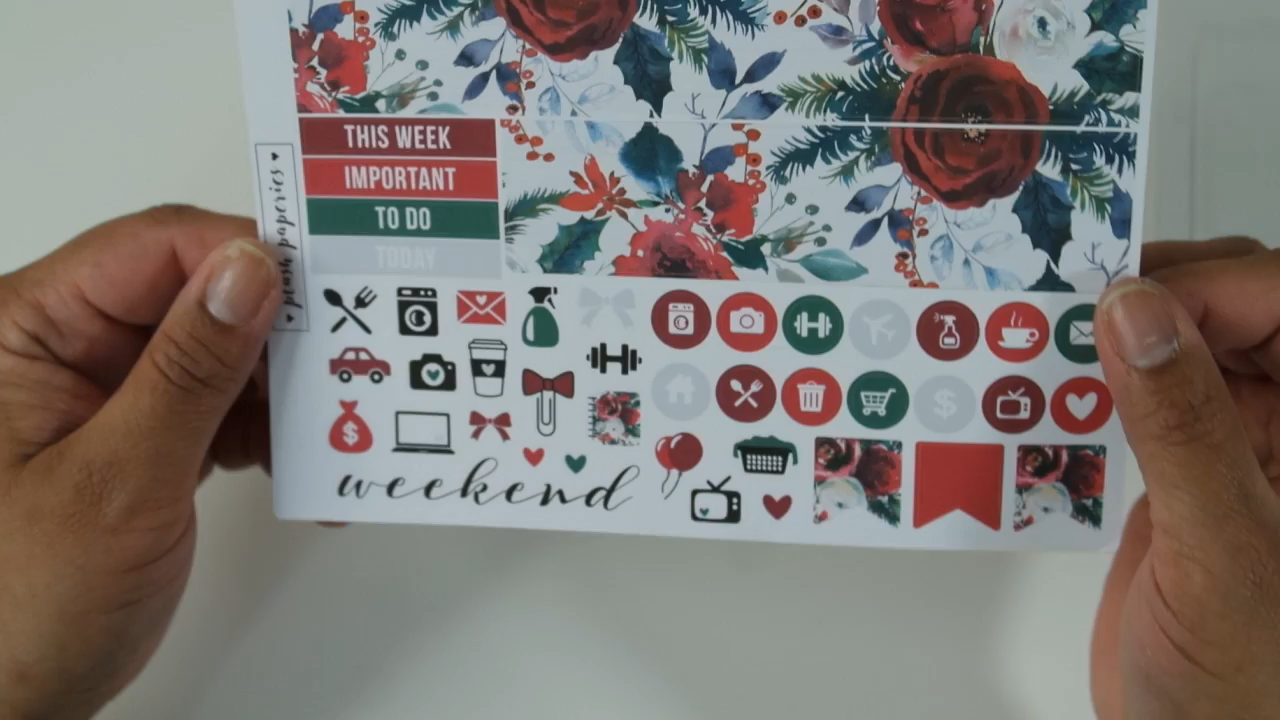 THIS WEEK
IMPORTANT
TO DO
TODAY
plush paperies
weekend
$
$